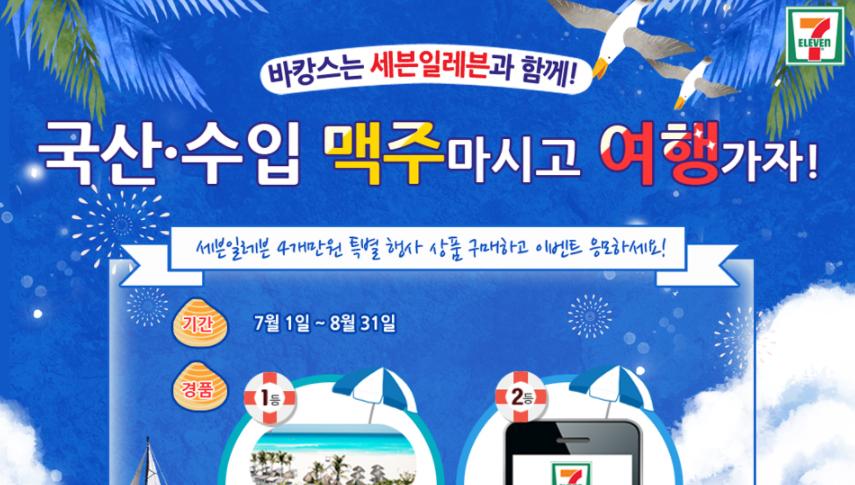 7
ELEVEN
바캉스는 세븐일레븐과 함께!
국산·수입 맥주마시고 여행가자!
세븐일레븐 4개만원 특별 행사 상품 구매하고 이벤트 응모하세요!
기간
7월 1일 ~ 8월 31일
경품
1등
2등
7